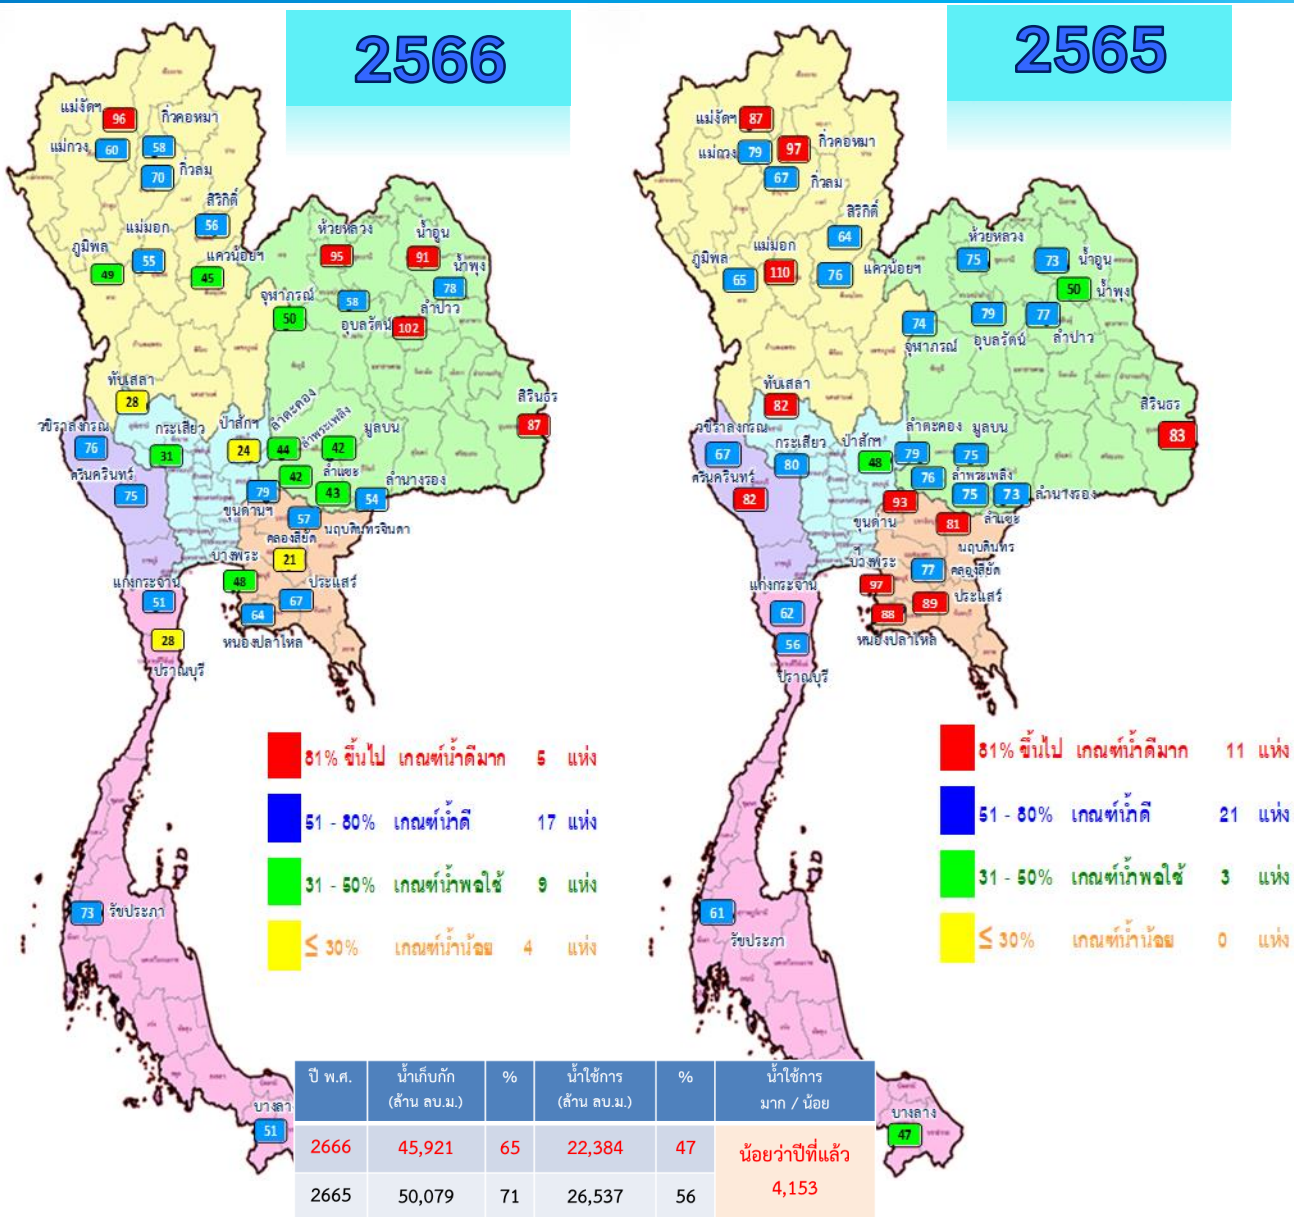 2566
2565
แม่งัดฯ
96
กิ่วคอหมา
แม่กวง
60
58
70
กิ่วลม
สิริกิติ์
56
แม่มอก
55
ภูมิพล
49
แควน้อยฯ
45
ห้วยหลวง
95
น้ำอูน
91
น้ำพุง
78
จุฬาภรณ์
50
58
อุบลรัตน์
ลำปาว
102
ทับเสลา
28
สิรินธร
87
วชิราลงกรณ
76
กระเสียว
31
ป่าสักฯ
24
ลำตะคอง
44
ลำพระเพลิง
42
มูลบน
42
ลำแซะ
43
ลำนางรอง
54
ศรีนครินทร์
75
79
ขุนด่านฯ
57
นฤบดินทรจินดา
คลองสียัด
21
บางพระ
48
ประแสร์
67
64
หนองปลาไหล
แก่งกระจาน
51
28
ปราณบุรี
73
รัชประภา
บางลา
51
แม่งัดฯ
87
แม่กวง
79
97
กิ่วคอหมา
67
กิ่วลม
สิริกิติ์
64
ภูมิพล
65
แม่มอก
110
76
แควน้อยฯ
ห้วยหลวง
75
73
น้ำอูน
50
น้ำพุง
74
จุฬาภรณ์
79
อุบลรัตน์
77
ลำปาว
ทับเสลา
82
สิรินธร
83
วชิราลงกรณ
67
กระเสียว
80
ป่าสักฯ
48
ลำตะคอง
79
มูลบน
75
76
ลำพระเพลิง
75
ลำแซะ
73
ลำนางรอง
ศรีนครินทร์
82
93
ขุนด่าน
ฯ
81
นฤบดินทร
77
คลองสียัด
บางพระ
97
ประแสร์
89
88
หนองปลาไหล
แก่งกระจาน
62
56
ปราณบุรี
61
รัชประภา
บางลาง
47
81% ขึ้นไป เกณฑ์น้ำดีมาก 5 แห่ง
51 - 80% เกณฑ์น้ำดี 17 แห่ง
31 - 50% เกณฑ์น้ำพอใช้ 9 แห่ง
≤ 30% เกณฑ์น้ำน้อย 4 แห่ง
81% ขึ้นไป เกณฑ์น้ำดีมาก 11 แห่ง
51 - 80% เกณฑ์น้ำดี 21 แห่ง
31 - 50% เกณฑ์น้ำพอใช้ 3 แห่ง
≤ 30% เกณฑ์น้ำน้อย 0 แห่ง
ปี พ.ศ. น้ำเก็บกัก % น้ำใช้การ % น้ำใช้การ
(ล้าน ลบ.ม.) (ล้าน ลบ.ม.) มาก / น้อย
2666 45,921 65 22,384 47 น้อยว่าปีที่แล้ว
2665 50,079 71 26,537 56 4,153